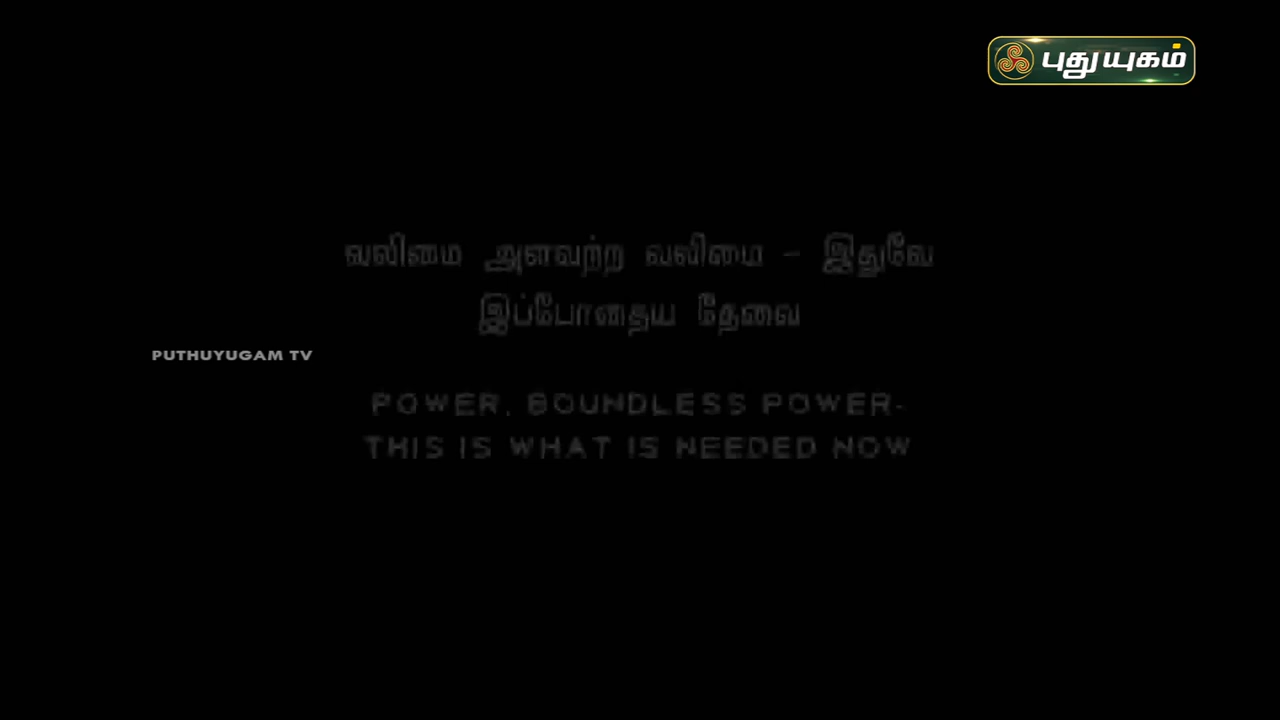 புதுயுகம்
வலிமை அளவற்ற வலிமை - இதுவே
இப்போதைய தேவை
PUTHUYUGAM TV
POWER, BOUNDLESS POWER-
THIS IS WHAT IS NEEDED NOW